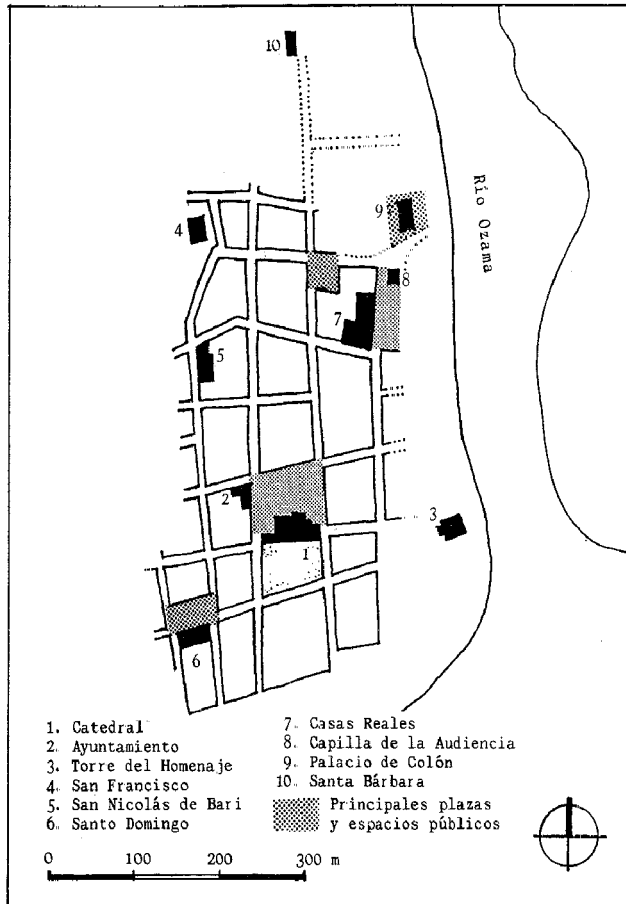 10
Río Ozama
9
4
8
7
5
2
3
1
6
1. Catedral
2. Ayuntamiento
3. Torre del Homenaje
4. San Francisco
5. San Nicolás de Bari
6. Santo Domingo
7. Casas Reales
8. Capilla de la Audiencia
9. Palacio de Colón
10. Santa Bárbara
Principales plazas
y espacios públicos
0 100 200 300 m